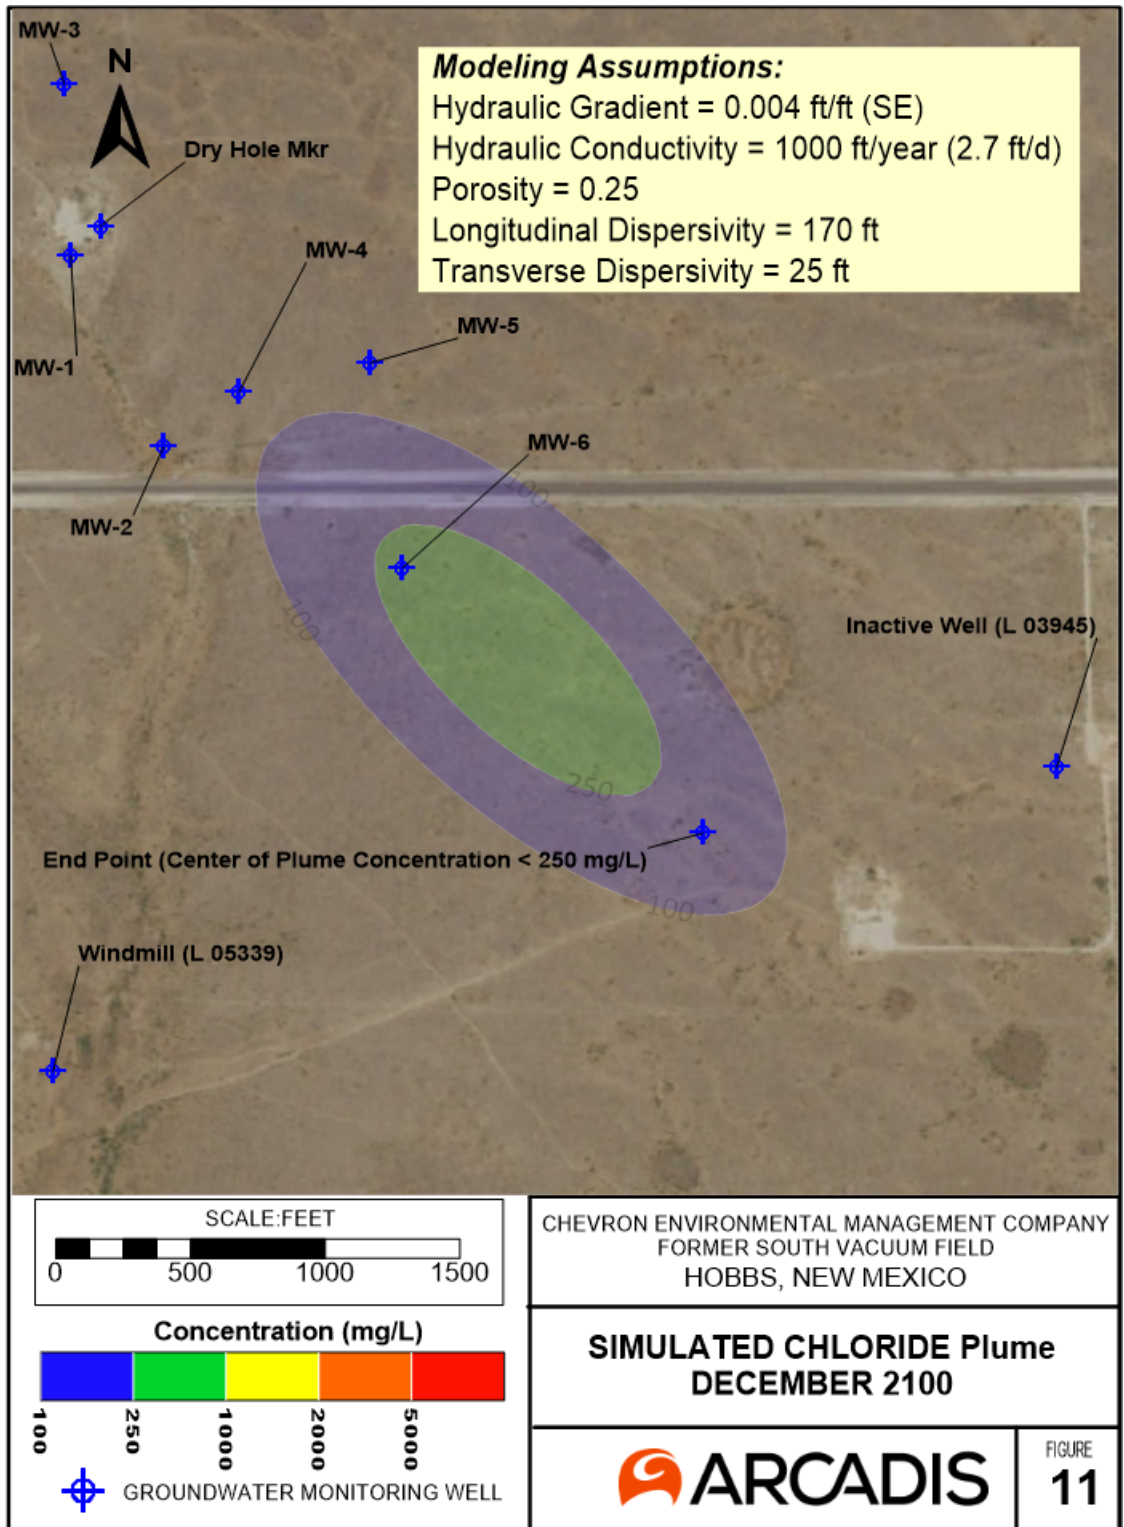 MW-3
N
Modeling Assumptions:
Hydraulic Gradient = 0.004 ft/ft (SE)
Hydraulic Conductivity = 1000 ft/year (2.7 ft/d)
Porosity = 0.25
Longitudinal Dispersivity = 170 ft
Transverse Dispersivity = 25 ft
Dry Hole Mkr
MW-4
MW-5
MW-1
MW-6
100
MW-2
100
Inactive Well (L 03945)
250
End Point (Center of Plume Concentration < 250 mg/L)
100
Windmill (L 05339)
SCALE:FEET
0 500 1000 1500
Concentration (mg/L)
100 250 1000 2000 5000
GROUNDWATER MONITORING WELL
CHEVRON ENVIRONMENTAL MANAGEMENT COMPANY
FORMER SOUTH VACUUM FIELD
HOBBS, NEW MEXICO
SIMULATED CHLORIDE Plume
DECEMBER 2100
ARCADIS
FIGURE
11